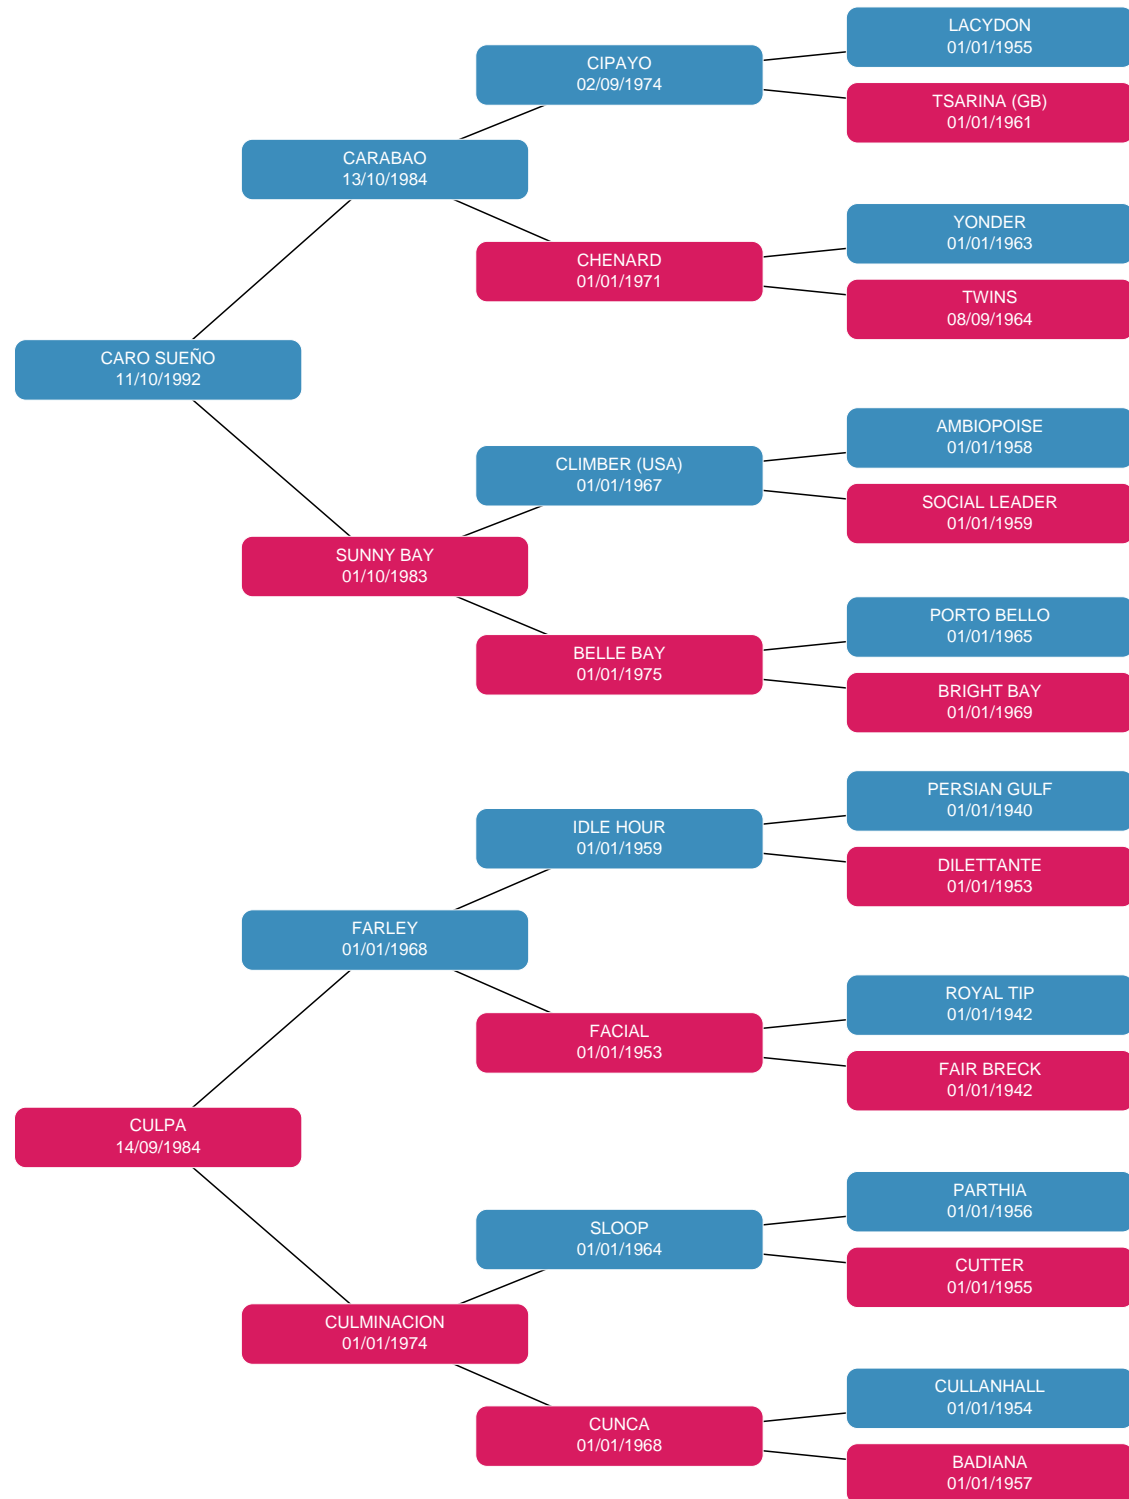 LACYDON
01/01/1955
CIPAYO
02/09/1974
TSARINA (GB)
01/01/1961
CARABAO
13/10/1984
YONDER
01/01/1963
CHENARD
01/01/1971
TWINS
08/09/1964
CARO SUEÑO
11/10/1992
AMBIOPOISE
01/01/1958
CLIMBER (USA)
01/01/1967
SOCIAL LEADER
01/01/1959
SUNNY BAY
01/10/1983
PORTO BELLO
01/01/1965
BELLE BAY
01/01/1975
BRIGHT BAY
01/01/1969
PERSIAN GULF
01/01/1940
IDLE HOUR
01/01/1959
DILETTANTE
01/01/1953
FARLEY
01/01/1968
ROYAL TIP
01/01/1942
FACIAL
01/01/1953
FAIR BRECK
01/01/1942
CULPA
14/09/1984
PARTHIA
01/01/1956
SLOOP
01/01/1964
CUTTER
01/01/1955
CULMINACION
01/01/1974
CULLANHALL
01/01/1954
CUNCA
01/01/1968
BADIANA
01/01/1957